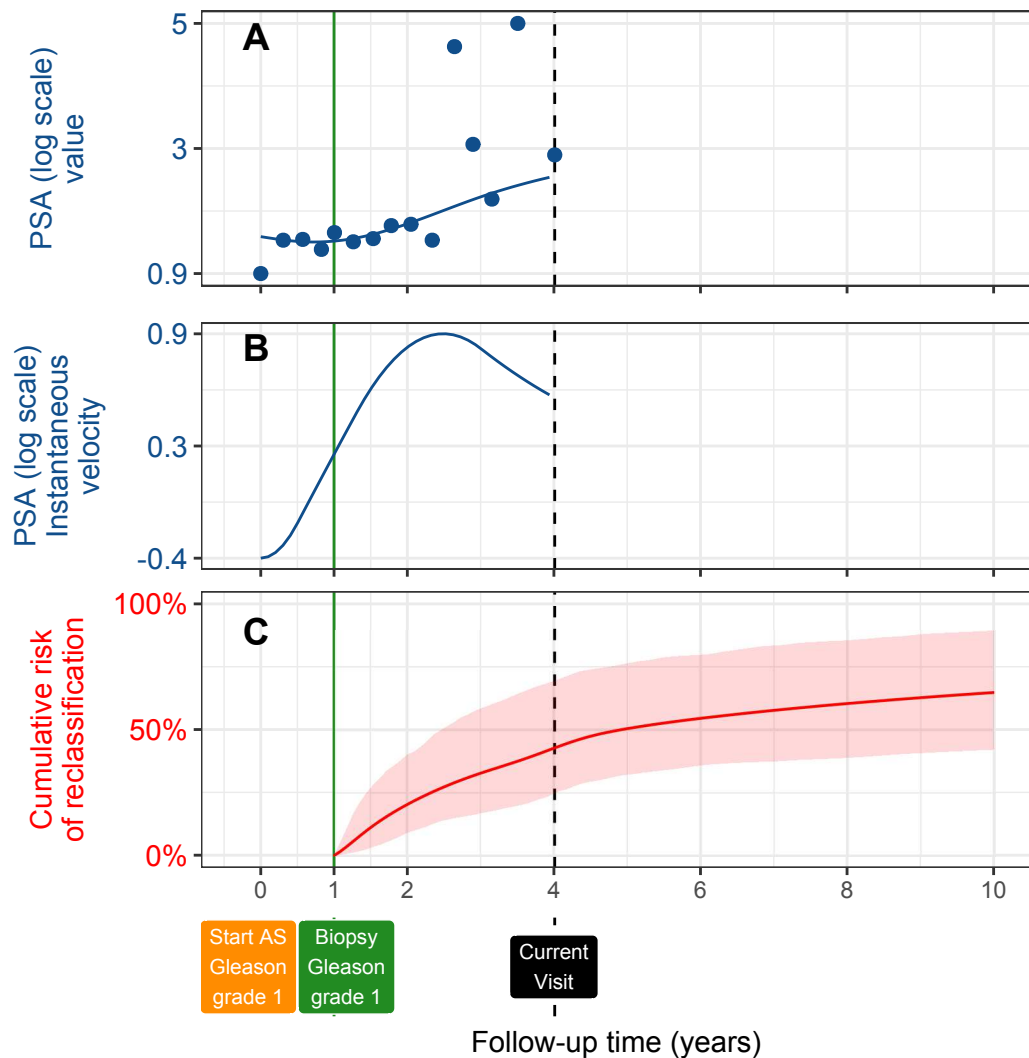 A
PSA (log scale)
value
5
3
0.9
B
PSA (log scale)
Instantaneous
velocity
0.9
0.3
-0.4
C
Cumulative risk
of reclassification
100%
50%
0%
0 1 2 4 6 8 10
Start AS
Gleason
grade 1
Biopsy
Gleason
grade 1
Current
Visit
Follow-up time (years)